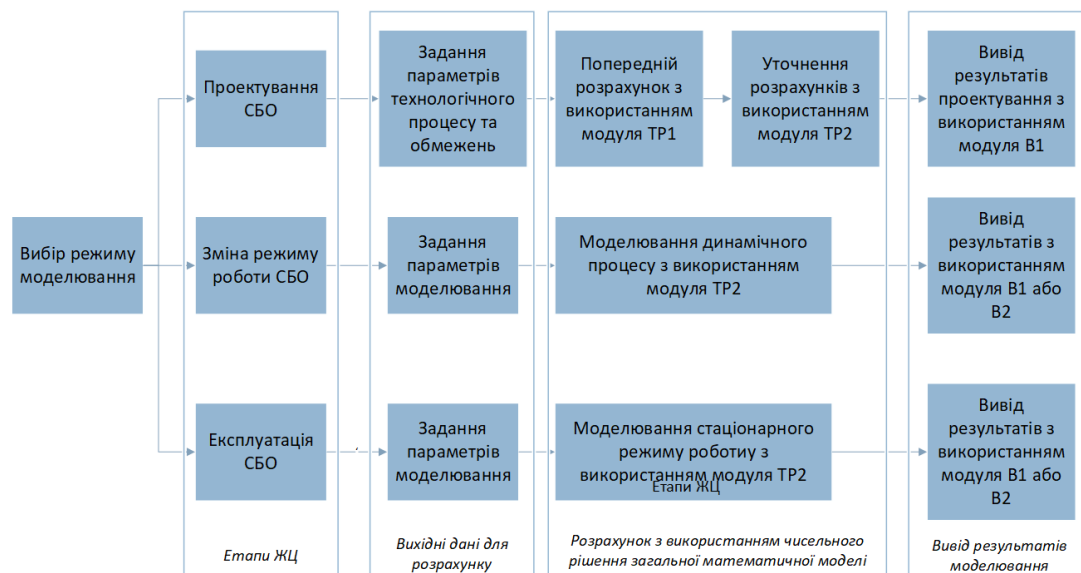 Вибір режиму
моделювання
Проектування
СБО
Задання
параметрів
технологічного
процесу та
обмежень
Попередній
розрахунок з
використанням
модуля ТР1
Уточнення
розрахунків з
використанням
модуля ТР2
Вивід
результатів
проектування з
використанням
модуля В1
Зміна режиму
роботи СБО
Задання
параметрів
моделювання
Моделювання динамічного
процесу з використанням
модуля ТР2
Вивід
результатів з
використанням
модуля В1 або
В2
Експлуатація
СБО
Задання
параметрів
моделювання
Моделювання стаціонарного
режиму роботиу з
використанням модуля ТР2
Етапи ЖЦ
Вивід
результатів з
використанням
модуля В1 або
В2
Етапи ЖЦ
Вихідні дані для
розрахунку
Розрахунок з використанням чисельного
рішення загальної математичної моделі
Вивід результатів
моделювання